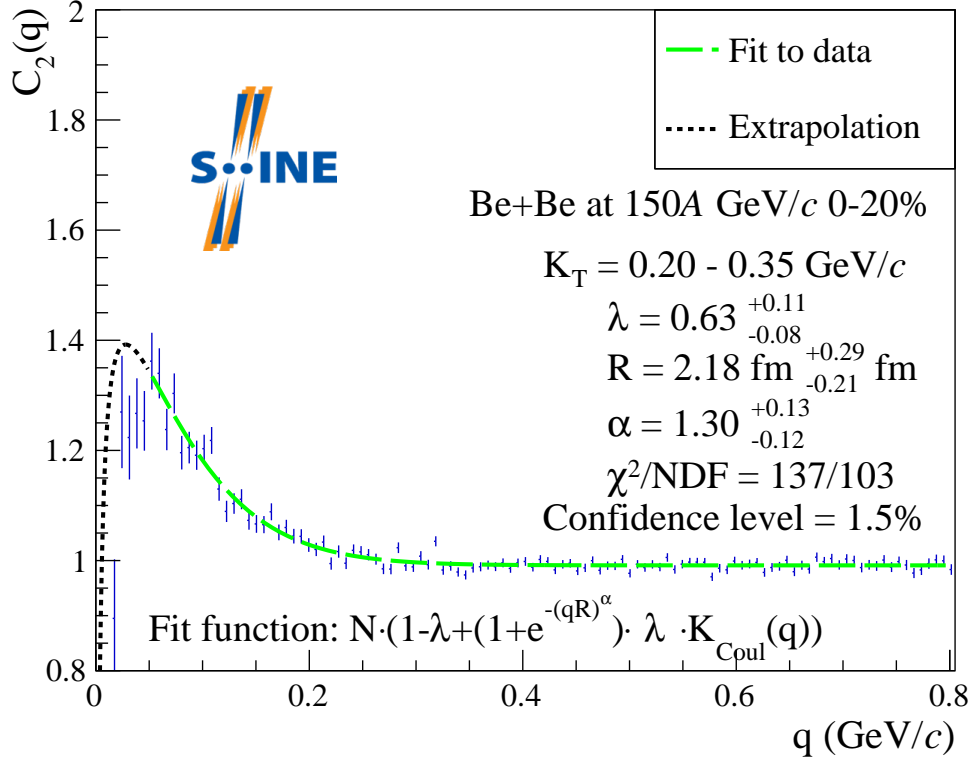 C₂(q)
2
1.8
1.6
1.4
1.2
1
0.8
Fit to data
Extrapolation
S••INE
Be+Be at 150A GeV/c 0-20%
K_T = 0.20 - 0.35 GeV/c
λ = 0.63 +0.11 -0.08
R = 2.18 fm +0.29 -0.21 fm
α = 1.30 +0.13 -0.12
χ²/NDF = 137/103
Confidence level = 1.5%
Fit function: N·(1-λ+(1+e^{-(qR)^α})· λ ·K_Coul(q))
0 0.2 0.4 0.6 0.8
q (GeV/c)